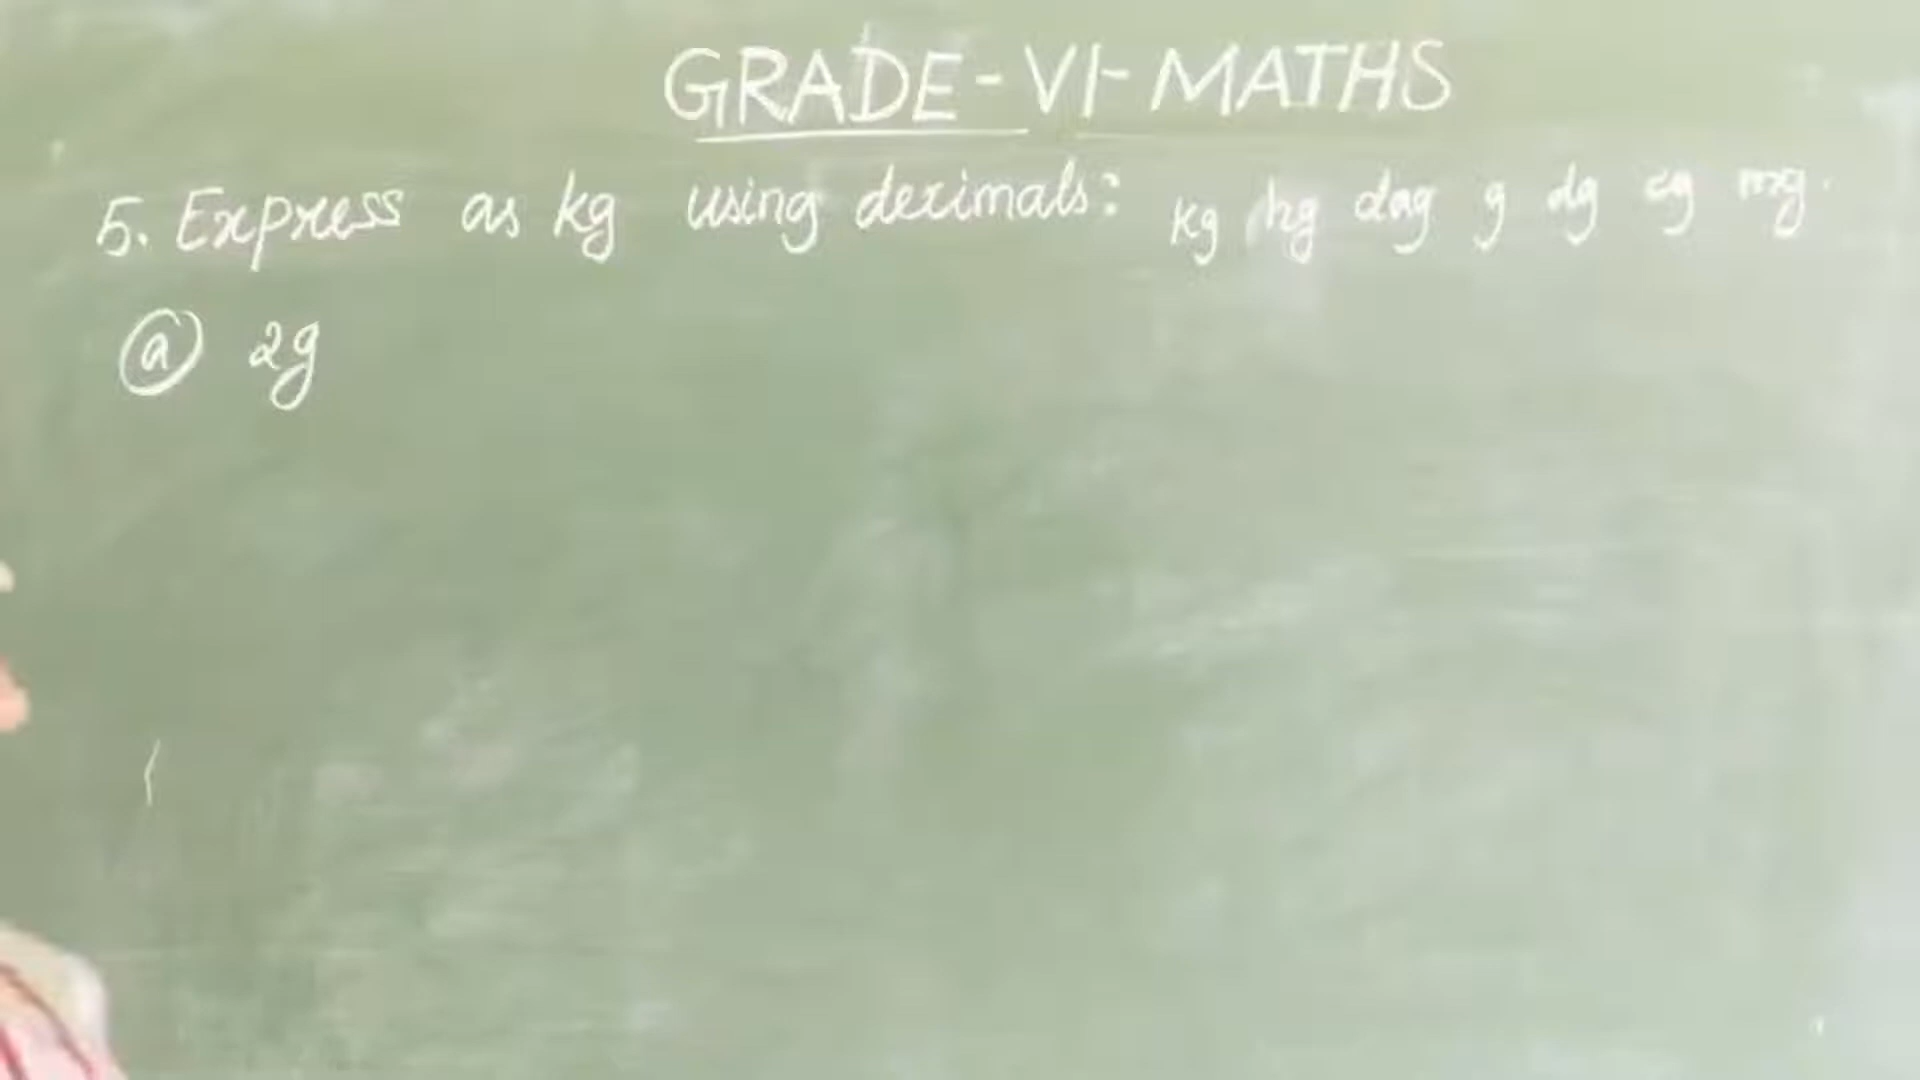 GRADE-VI-MATHS
5. Express as kg using decimals: kg hg dag g dg cg mg.
ⓐ 2g